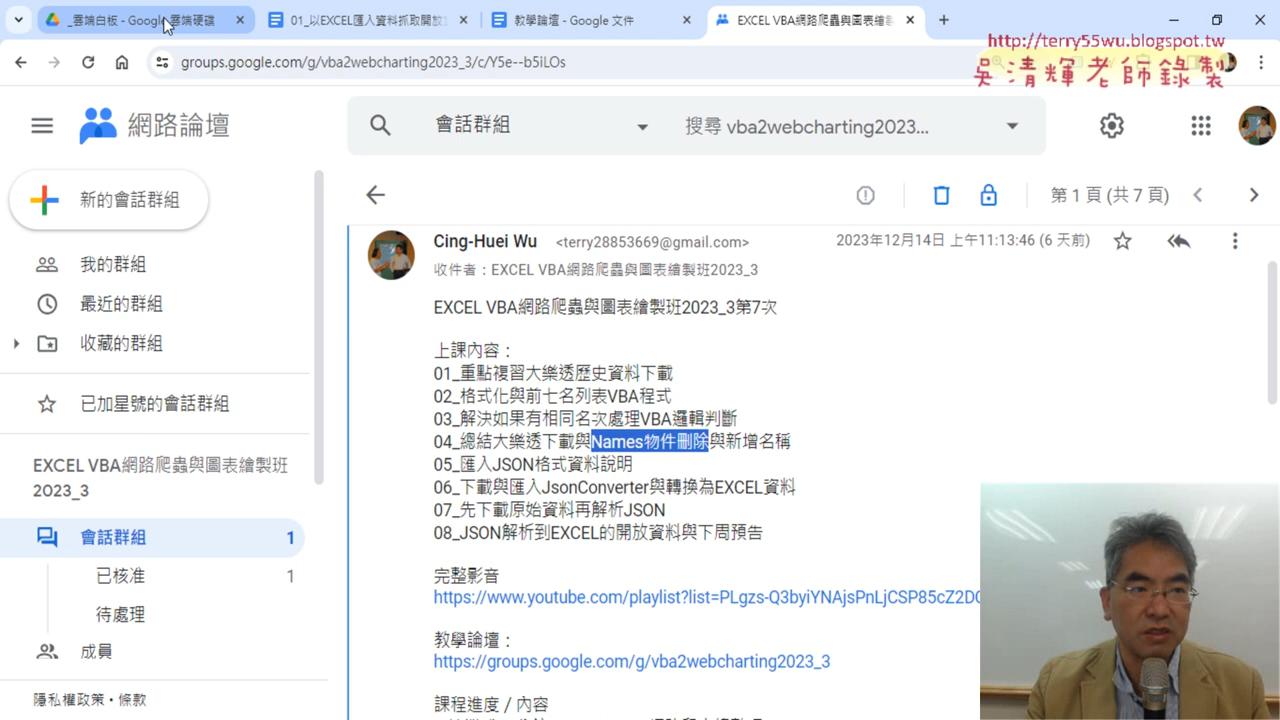 _雲端白板 - Google 雲端硬碟
01_以EXCEL匯入資料抓取開放
教學論壇 - Google 文件
EXCEL VBA網路爬蟲與圖表繪
groups.google.com/g/vba2webcharting2023_3/c/Y5e--b5iLOs
http://terry55wu.blogspot.tw
吳清輝老師錄製
網路論壇
會話群組
搜尋 vba2webcharting2023...
新的會話群組
第 1 頁 (共 7 頁)
我的群組
最近的群組
收藏的群組
已加星號的會話群組
EXCEL VBA網路爬蟲與圖表繪製班
2023_3
會話群組 1
已核准 1
待處理
成員
隱私權政策・條款
Cing-Huei Wu <terry28853669@gmail.com>
2023年12月14日 上午11:13:46 (6 天前)
收件者：EXCEL VBA網路爬蟲與圖表繪製班2023_3
EXCEL VBA網路爬蟲與圖表繪製班2023_3第7次
上課內容：
01_重點複習大樂透歷史資料下載
02_格式化與前七名列表VBA程式
03_解決如果有相同名次處理VBA邏輯判斷
04_總結大樂透下載與Names物件刪除與新增名稱
05_匯入JSON格式資料說明
06_下載與匯入JsonConverter與轉換為EXCEL資料
07_先下載原始資料再解析JSON
08_JSON解析到EXCEL的開放資料與下周預告
完整影音
https://www.youtube.com/playlist?list=PLgzs-Q3byiYNAjsPnLjCSP85cZ2D
教學論壇：
https://groups.google.com/g/vba2webcharting2023_3
課程進度 / 內容